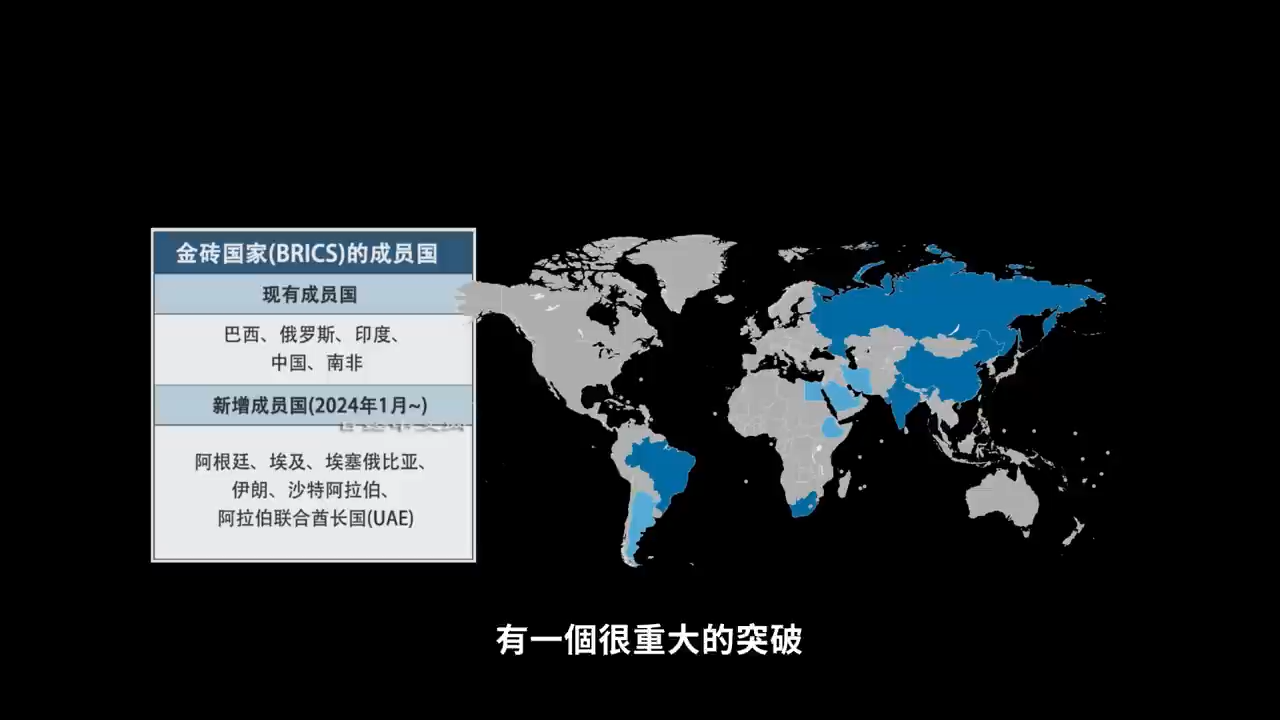 金砖国家(BRICS)的成员国
现有成员国
巴西、俄罗斯、印度、
中国、南非
新增成员国(2024年1月~)
阿根廷、埃及、埃塞俄比亚、
伊朗、沙特阿拉伯、
阿拉伯联合酋长国(UAE)
有一個很重大的突破